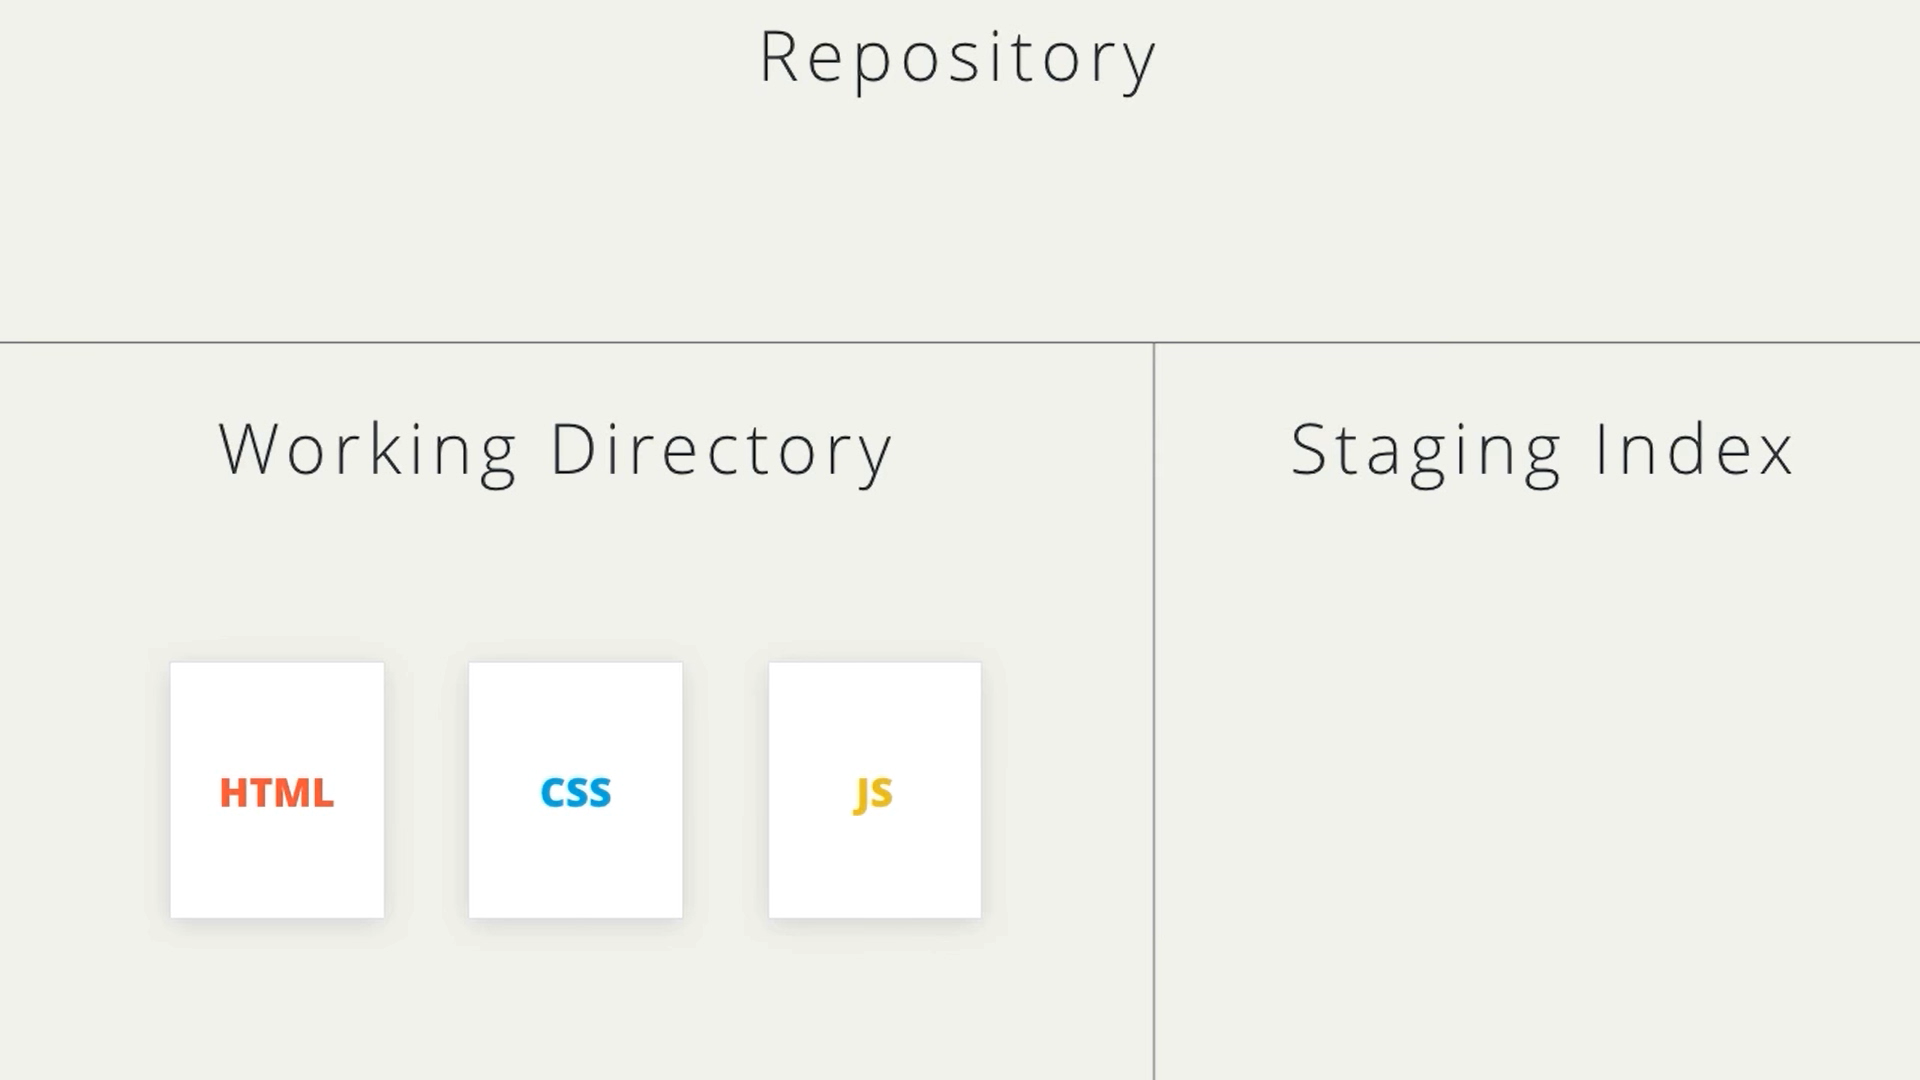 Repository
Working Directory
Staging Index
HTML
CSS
JS